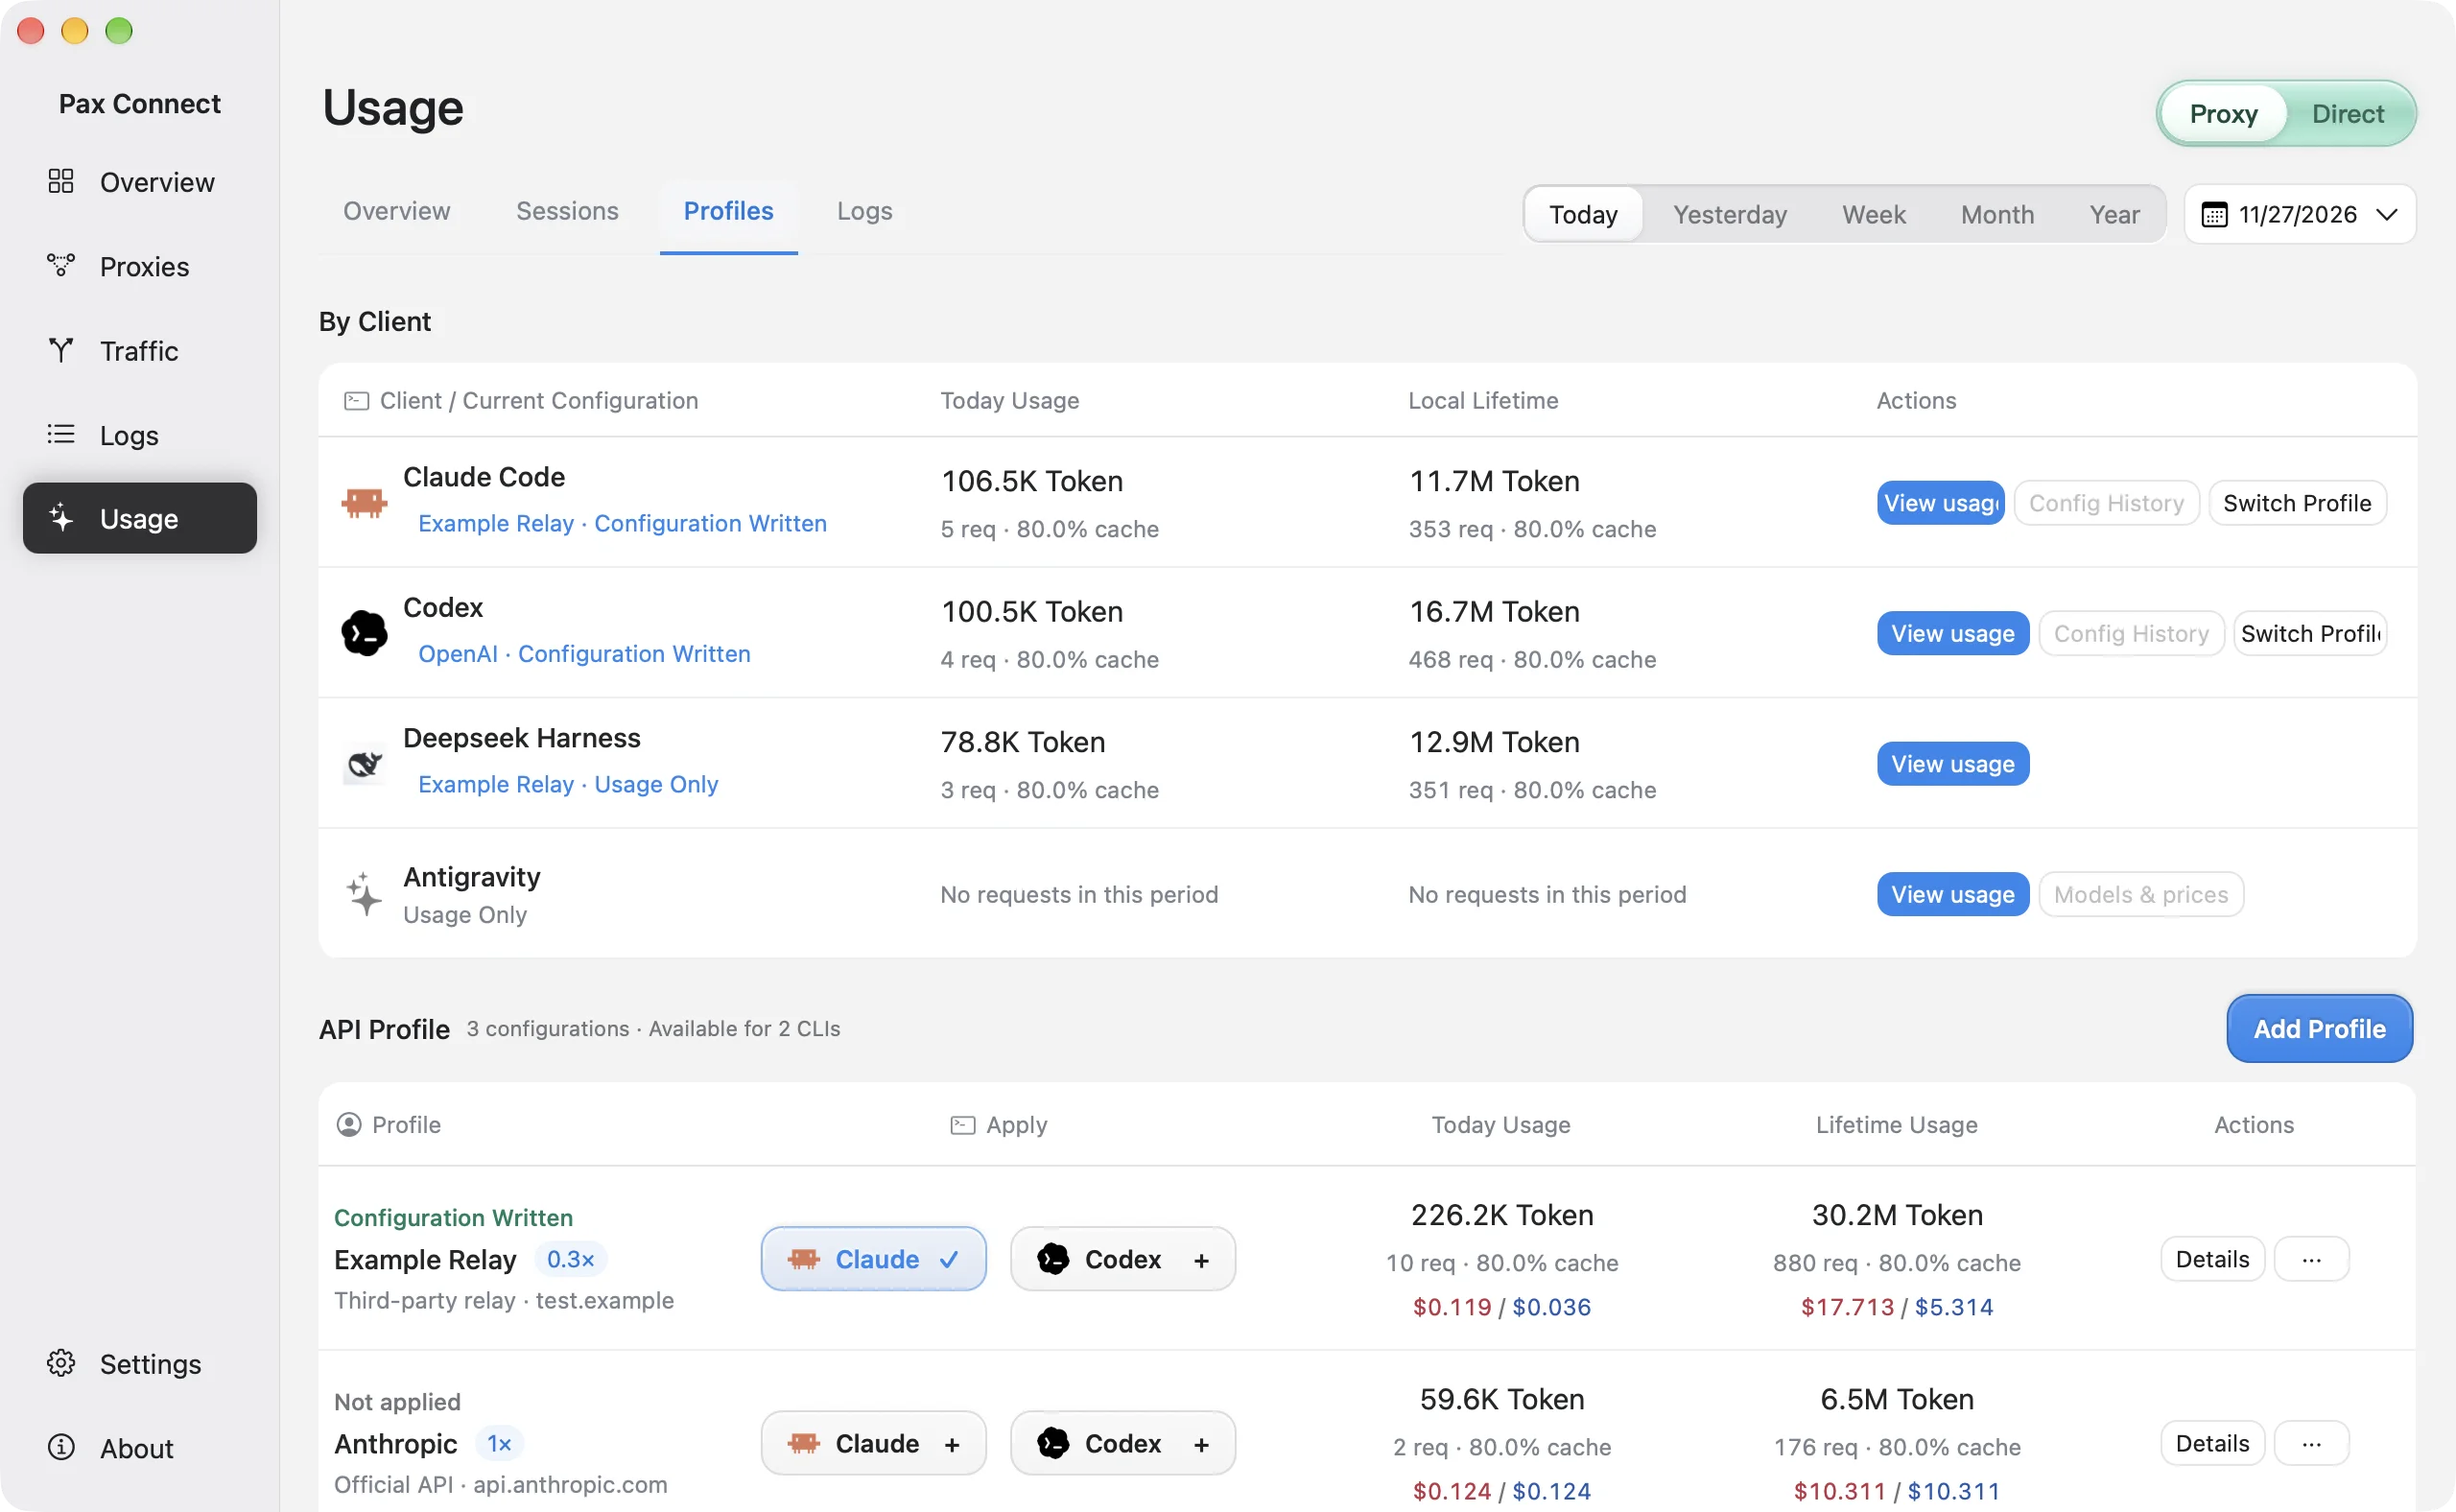 Pax Connect
Overview
Proxies
Traffic
Logs
Usage
Settings
About
Usage
Proxy Direct
Overview Sessions Profiles Logs
Today Yesterday Week Month Year 11/27/2026
By Client
Client / Current Configuration Today Usage Local Lifetime Actions
Claude Code
Example Relay · Configuration Written
106.5K Token
5 req · 80.0% cache
11.7M Token
353 req · 80.0% cache
View usag Config History Switch Profile
Codex
OpenAI · Configuration Written
100.5K Token
4 req · 80.0% cache
16.7M Token
468 req · 80.0% cache
View usage Config History Switch Profil
Deepseek Harness
Example Relay · Usage Only
78.8K Token
3 req · 80.0% cache
12.9M Token
351 req · 80.0% cache
View usage
Antigravity
Usage Only
No requests in this period
No requests in this period
View usage Models & prices
API Profile 3 configurations · Available for 2 CLIs
Add Profile
Profile Apply Today Usage Lifetime Usage Actions
Configuration Written
Example Relay 0.3×
Third-party relay · test.example
Claude ✓ Codex +
226.2K Token
10 req · 80.0% cache
$0.119 / $0.036
30.2M Token
880 req · 80.0% cache
$17.713 / $5.314
Details ···
Not applied
Anthropic 1×
Official API · api.anthropic.com
Claude + Codex +
59.6K Token
2 req · 80.0% cache
$0.124 / $0.124
6.5M Token
176 req · 80.0% cache
$10.311 / $10.311
Details ···